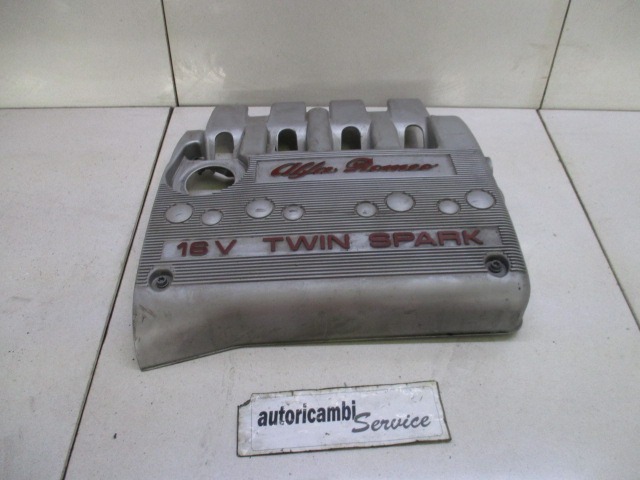 Alfa Romeo
16 V TWIN SPARK
autoricambi Service